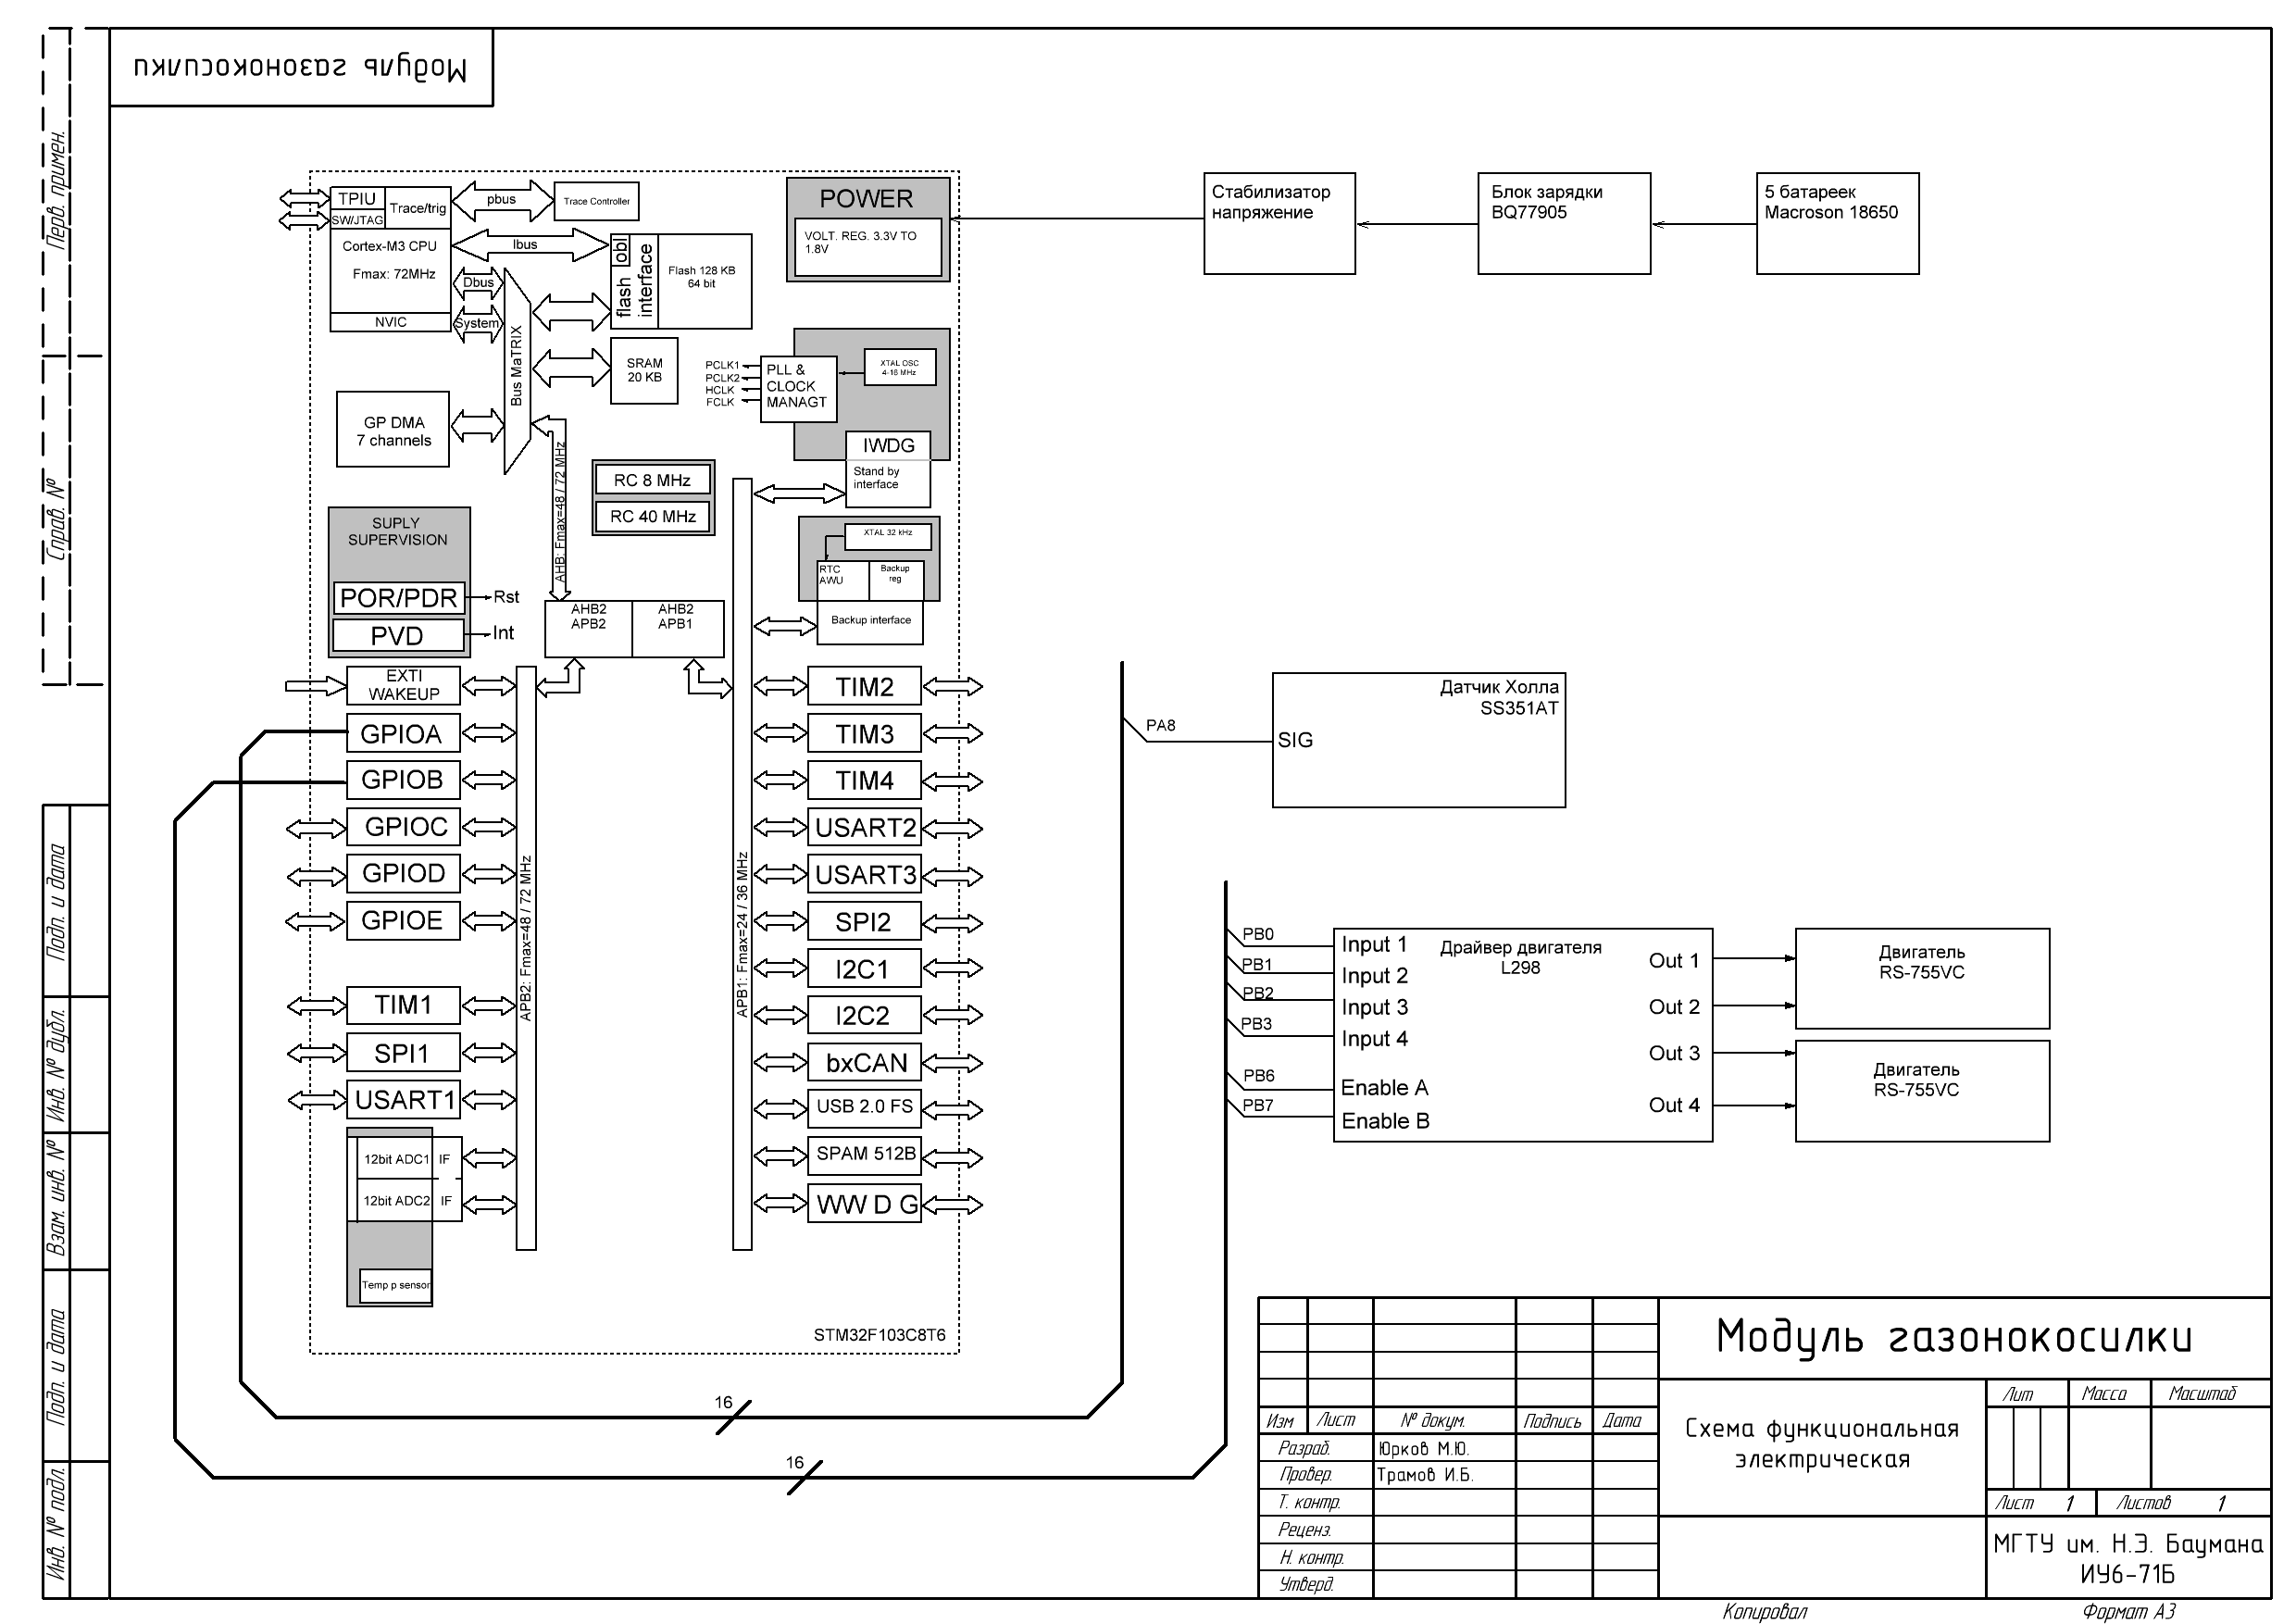 Модуль газонокосилки
Перв. примен.
Справ. №
Подп. и дата
Инв. № дубл.
Взам. инв. №
Подп. и дата
Инв. № подл.
TPIU
SW/JTAG
Trace/trig
Cortex-M3 CPU
Fmax: 72MHz
NVIC
pbus
Trace Controller
Ibus
Dbus
System
Bus MaTRIX
obl
flash
interface
Flash 128 KB
64 bit
SRAM
20 KB
GP DMA
7 channels
AHB: Fmax=48 / 72 MHz
POWER
VOLT. REG. 3.3V TO
1.8V
PCLK1
PCLK2
HCLK
FCLK
PLL &
CLOCK
MANAGT
XTAL OSC
4-16 MHz
IWDG
Stand by
interface
RC 8 MHz
RC 40 MHz
SUPLY
SUPERVISION
POR/PDR
Rst
PVD
Int
XTAL 32 kHz
RTC
AWU
Backup
reg
Backup interface
AHB2
APB2
AHB2
APB1
EXTI
WAKEUP
GPIOA
GPIOB
GPIOC
GPIOD
GPIOE
TIM1
SPI1
USART1
12bit ADC1
IF
12bit ADC2
IF
Temp p sensor
APB2: Fmax=48 / 72 MHz
APB1: Fmax=24 / 36 MHz
TIM2
TIM3
TIM4
USART2
USART3
SPI2
I2C1
I2C2
bxCAN
USB 2.0 FS
SPAM 512B
WW D G
STM32F103C8T6
16
16
Стабилизатор
напряжение
Блок зарядки
BQ77905
5 батареек
Macroson 18650
PA8
SIG
Датчик Холла
SS351AT
PB0
PB1
PB2
PB3
PB6
PB7
Input 1
Input 2
Input 3
Input 4
Enable A
Enable B
Драйвер двигателя
L298
Out 1
Out 2
Out 3
Out 4
Двигатель
RS-755VC
Двигатель
RS-755VC
Модуль газонокосилки
Схема функциональная
электрическая
Лит Масса Масштаб
Лист 1 Листов 1
МГТУ им. Н.Э. Баумана
ИУ6-71Б
Изм Лист № докум. Подпись Дата
Разраб. Юрков М.Ю.
Провер. Трамов И.Б.
Т. контр.
Реценз.
Н. контр.
Утверд.
Копировал
Формат А3